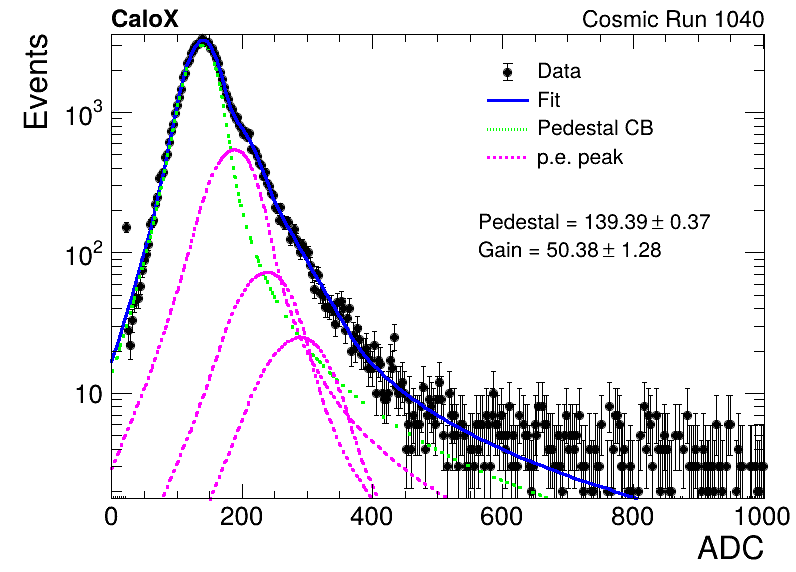 CaloX Cosmic Run 1040
Events
Data
Fit
Pedestal CB
p.e. peak
Pedestal = 139.39 ± 0.37
Gain = 50.38 ± 1.28
10³
10²
10
0 200 400 600 800 1000
ADC